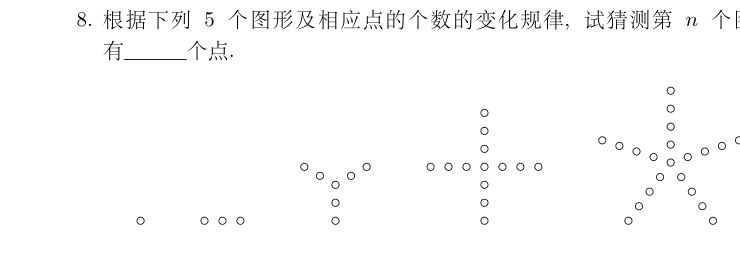 8. 根据下列 5 个图形及相应点的个数的变化规律, 试猜测第 n 个
有______个点.